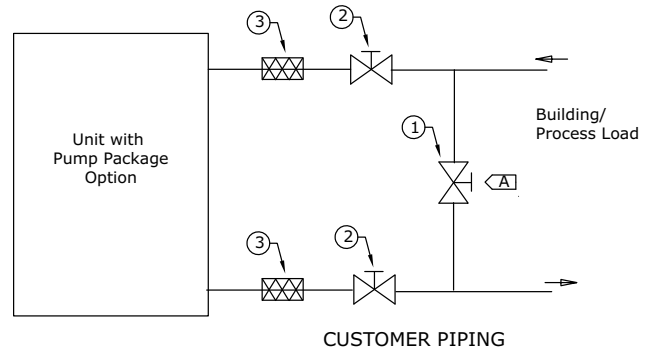 3
2
Unit with
Pump Package
Option
1
Building/
Process Load
A
3
2
CUSTOMER PIPING